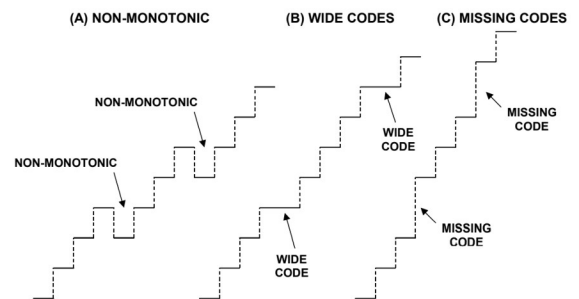 (A) NON-MONOTONIC
(B) WIDE CODES
(C) MISSING CODES
NON-MONOTONIC
NON-MONOTONIC
WIDE
CODE
WIDE
CODE
MISSING
CODE
MISSING
CODE